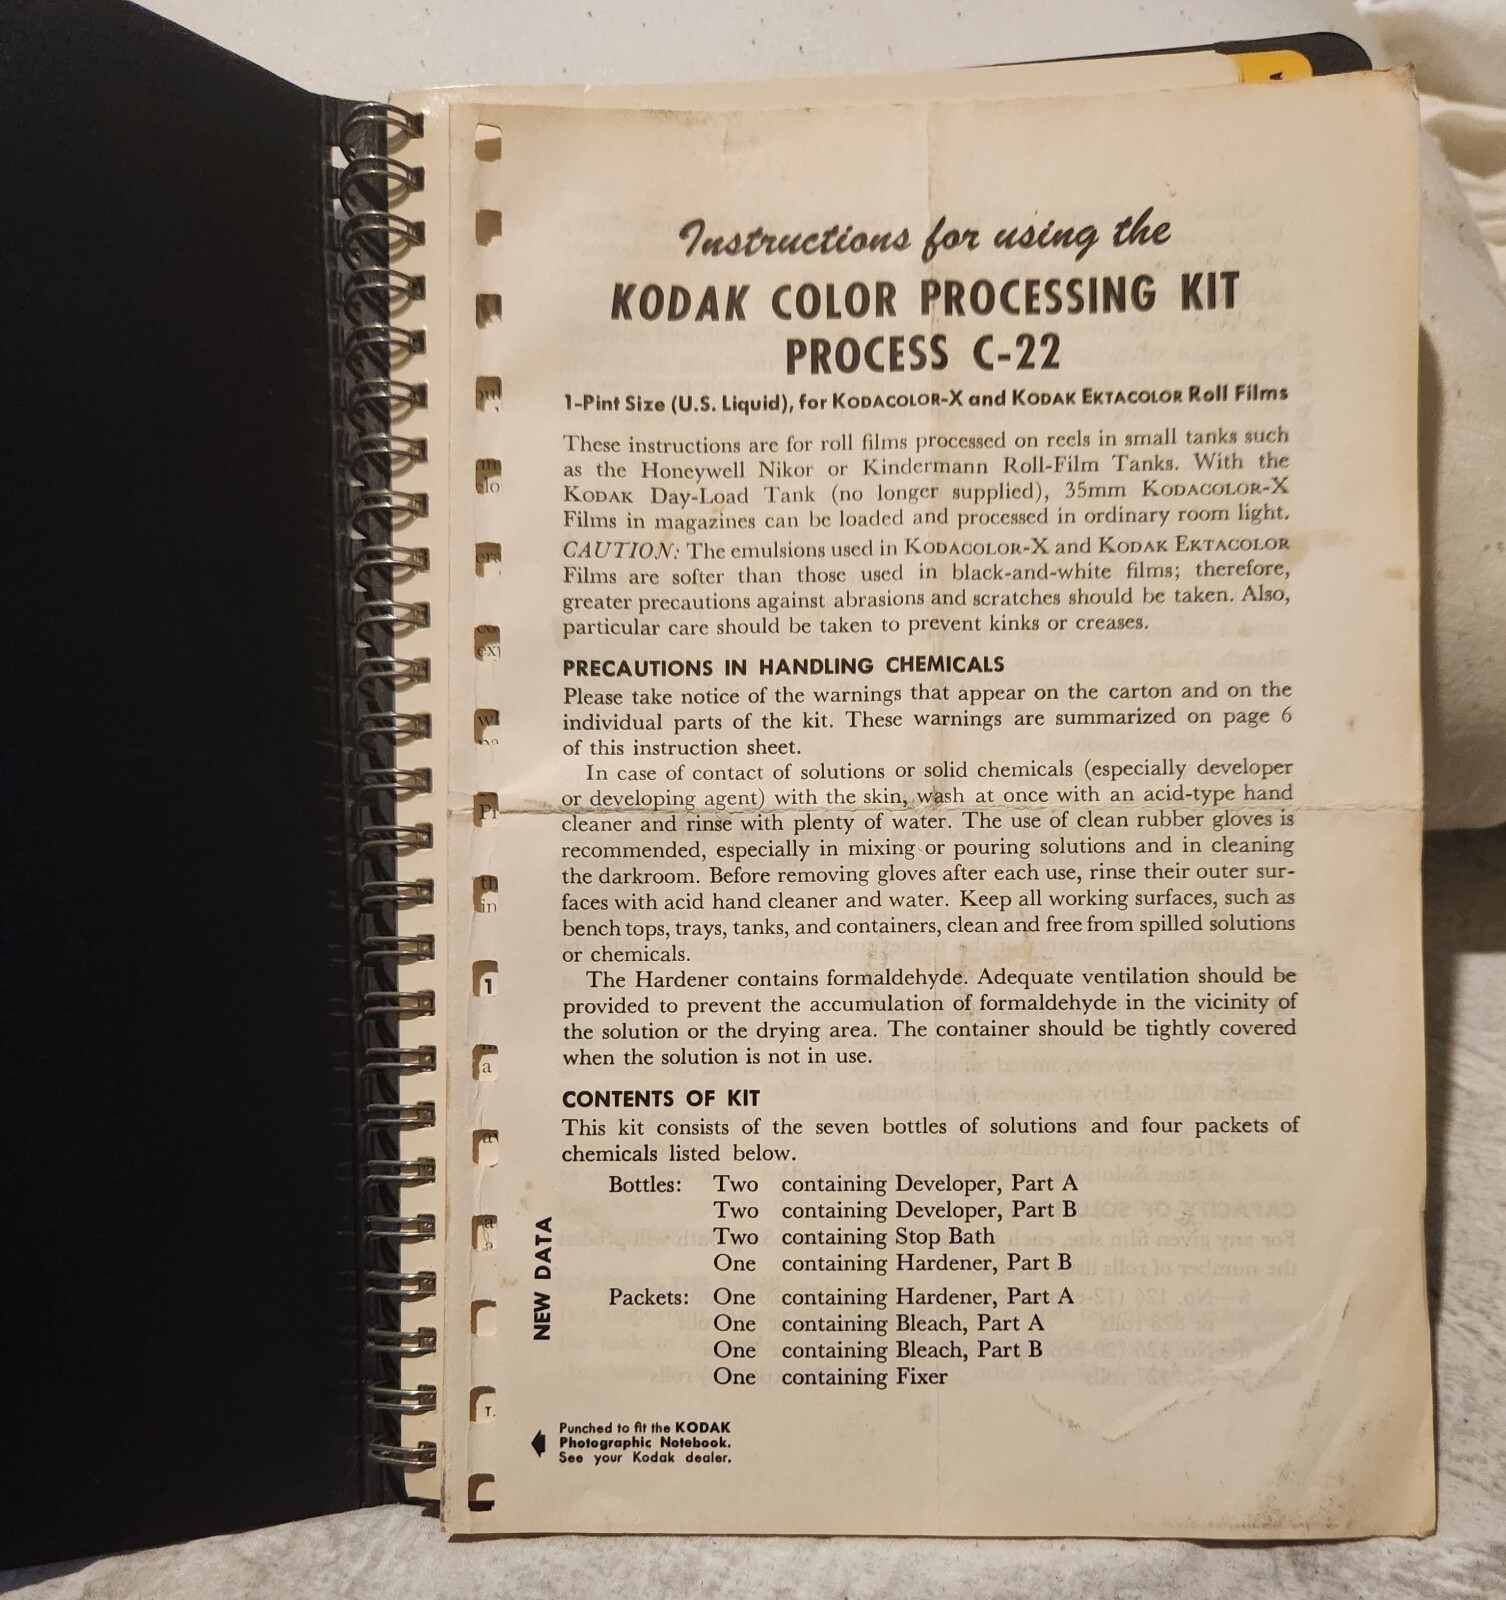 Instructions for using the
KODAK COLOR PROCESSING KIT
PROCESS C-22
1-Pint Size (U.S. Liquid), for KODACOLOR-X and KODAK EKTACOLOR Roll Films
These instructions are for roll films processed on reels in small tanks such
as the Honeywell Nikor or Kindermann Roll-Film Tanks. With the
KODAK Day-Load Tank (no longer supplied), 35mm KODACOLOR-X
Films in magazines can be loaded and processed in ordinary room light.
CAUTION: The emulsions used in KODACOLOR-X and KODAK EKTACOLOR
Films are softer than those used in black-and-white films; therefore,
greater precautions against abrasions and scratches should be taken. Also,
particular care should be taken to prevent kinks or creases.
PRECAUTIONS IN HANDLING CHEMICALS
Please take notice of the warnings that appear on the carton and on the
individual parts of the kit. These warnings are summarized on page 6
of this instruction sheet.
In case of contact of solutions or solid chemicals (especially developer
or developing agent) with the skin, wash at once with an acid-type hand
cleaner and rinse with plenty of water. The use of clean rubber gloves is
recommended, especially in mixing or pouring solutions and in cleaning
the darkroom. Before removing gloves after each use, rinse their outer sur-
faces with acid hand cleaner and water. Keep all working surfaces, such as
bench tops, trays, tanks, and containers, clean and free from spilled solutions
or chemicals.
The Hardener contains formaldehyde. Adequate ventilation should be
provided to prevent the accumulation of formaldehyde in the vicinity of
the solution or the drying area. The container should be tightly covered
when the solution is not in use.
CONTENTS OF KIT
This kit consists of the seven bottles of solutions and four packets of
chemicals listed below.
Bottles: Two containing Developer, Part A
Two containing Developer, Part B
Two containing Stop Bath
One containing Hardener, Part B
Packets: One containing Hardener, Part A
One containing Bleach, Part A
One containing Bleach, Part B
One containing Fixer
NEW DATA
Punched to fit the KODAK
Photographic Notebook.
See your Kodak dealer.